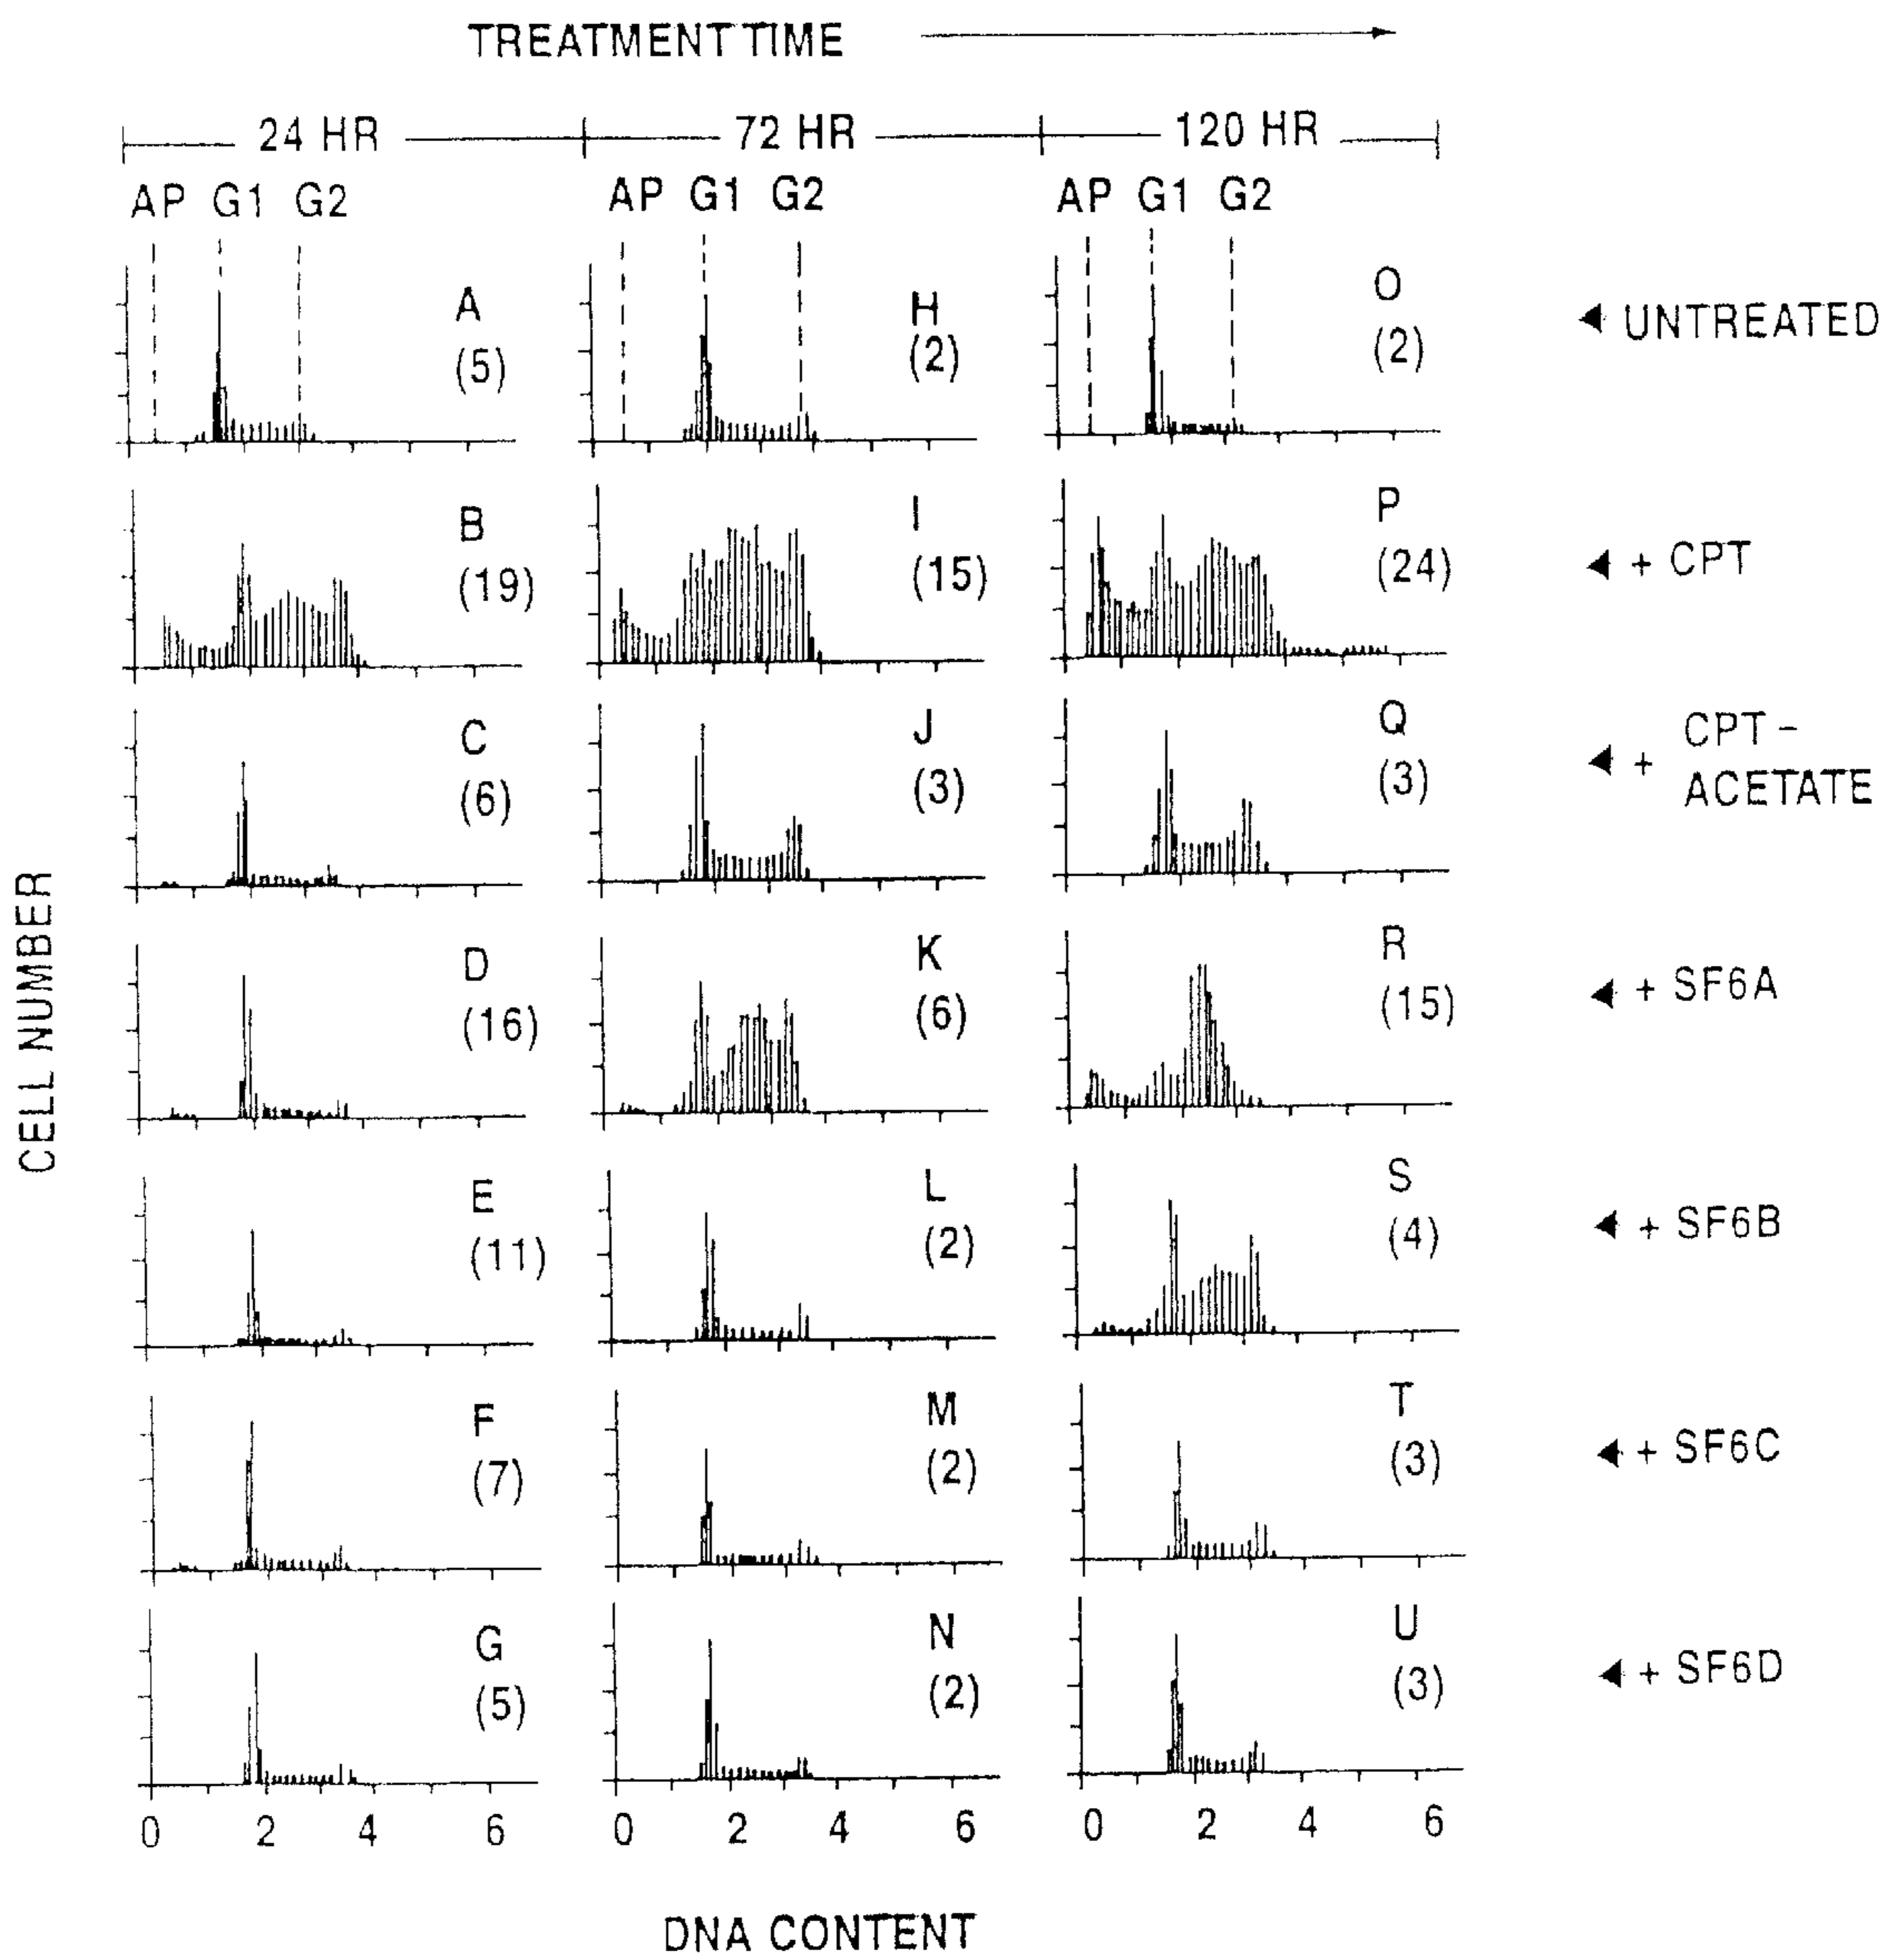 TREATMENT TIME
24 HR 72 HR 120 HR
AP G1 G2 AP G1 G2 AP G1 G2
A
(5)
H
(2)
O
(2)
UNTREATED
B
(19)
I
(15)
P
(24)
+ CPT
C
(6)
J
(3)
Q
(3)
+ CPT-
ACETATE
D
(16)
K
(6)
R
(15)
+ SF6A
E
(11)
L
(2)
S
(4)
+ SF6B
F
(7)
M
(2)
T
(3)
+ SF6C
G
(5)
N
(2)
U
(3)
+ SF6D
CELL NUMBER
0 2 4 6 0 2 4 6 0 2 4 6
DNA CONTENT